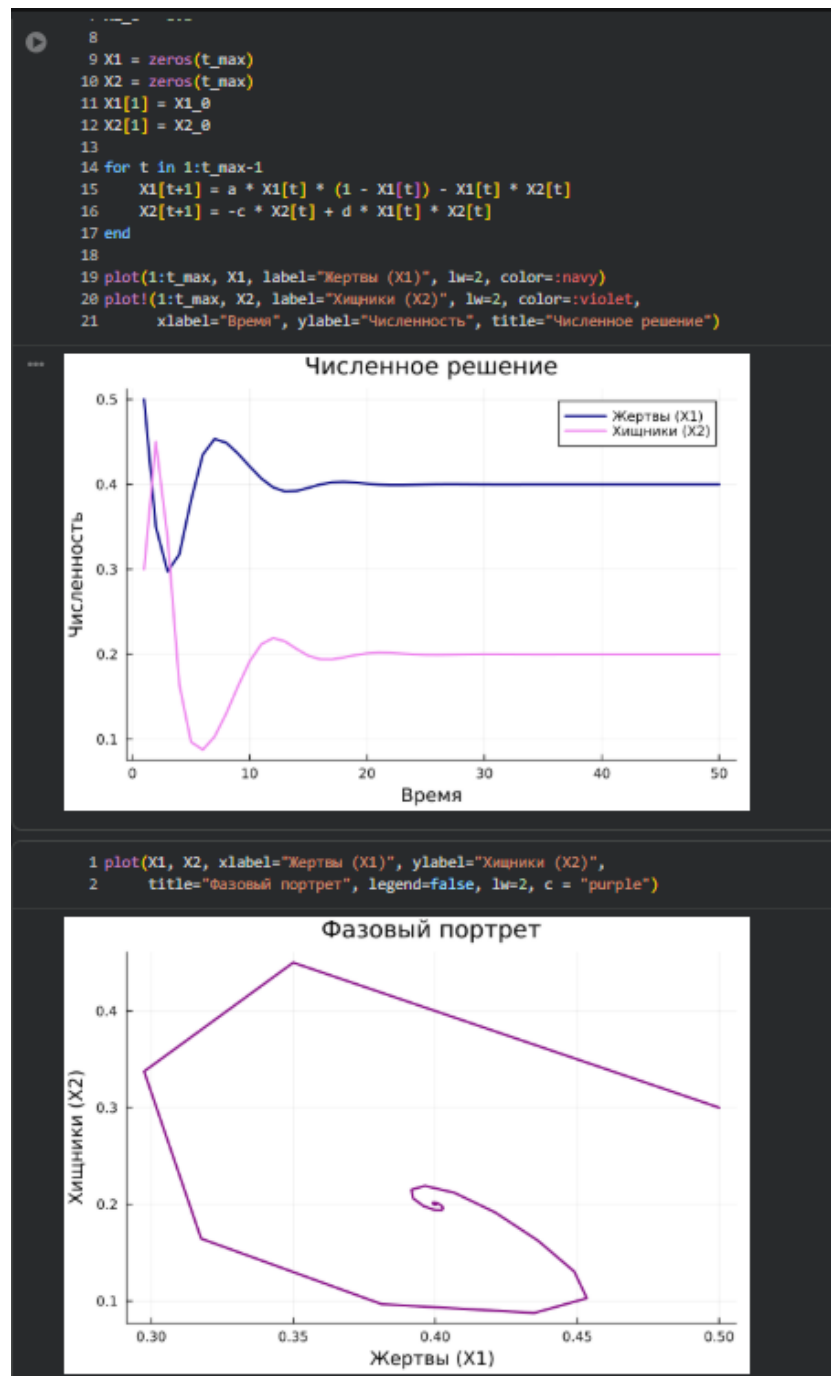 8
9 X1 = zeros(t_max)
10 X2 = zeros(t_max)
11 X1[1] = X1_0
12 X2[1] = X2_0
13
14 for t in 1:t_max-1
15     X1[t+1] = a * X1[t] * (1 - X1[t]) - X1[t] * X2[t]
16     X2[t+1] = -c * X2[t] + d * X1[t] * X2[t]
17 end
18
19 plot(1:t_max, X1, label="Жертвы (X1)", lw=2, color=:navy)
20 plot!(1:t_max, X2, label="Хищники (X2)", lw=2, color=:violet,
21     xlabel="Время", ylabel="Численность", title="Численное решение")
Численное решение
Жертвы (X1)
Хищники (X2)
Численность
0.5
0.4
0.3
0.2
0.1
0 10 20 30 40 50
Время
1 plot(X1, X2, xlabel="Жертвы (X1)", ylabel="Хищники (X2)",
2     title="Фазовый портрет", legend=false, lw=2, c = "purple")
Фазовый портрет
Хищники (X2)
0.4
0.3
0.2
0.1
0.30 0.35 0.40 0.45 0.50
Жертвы (X1)